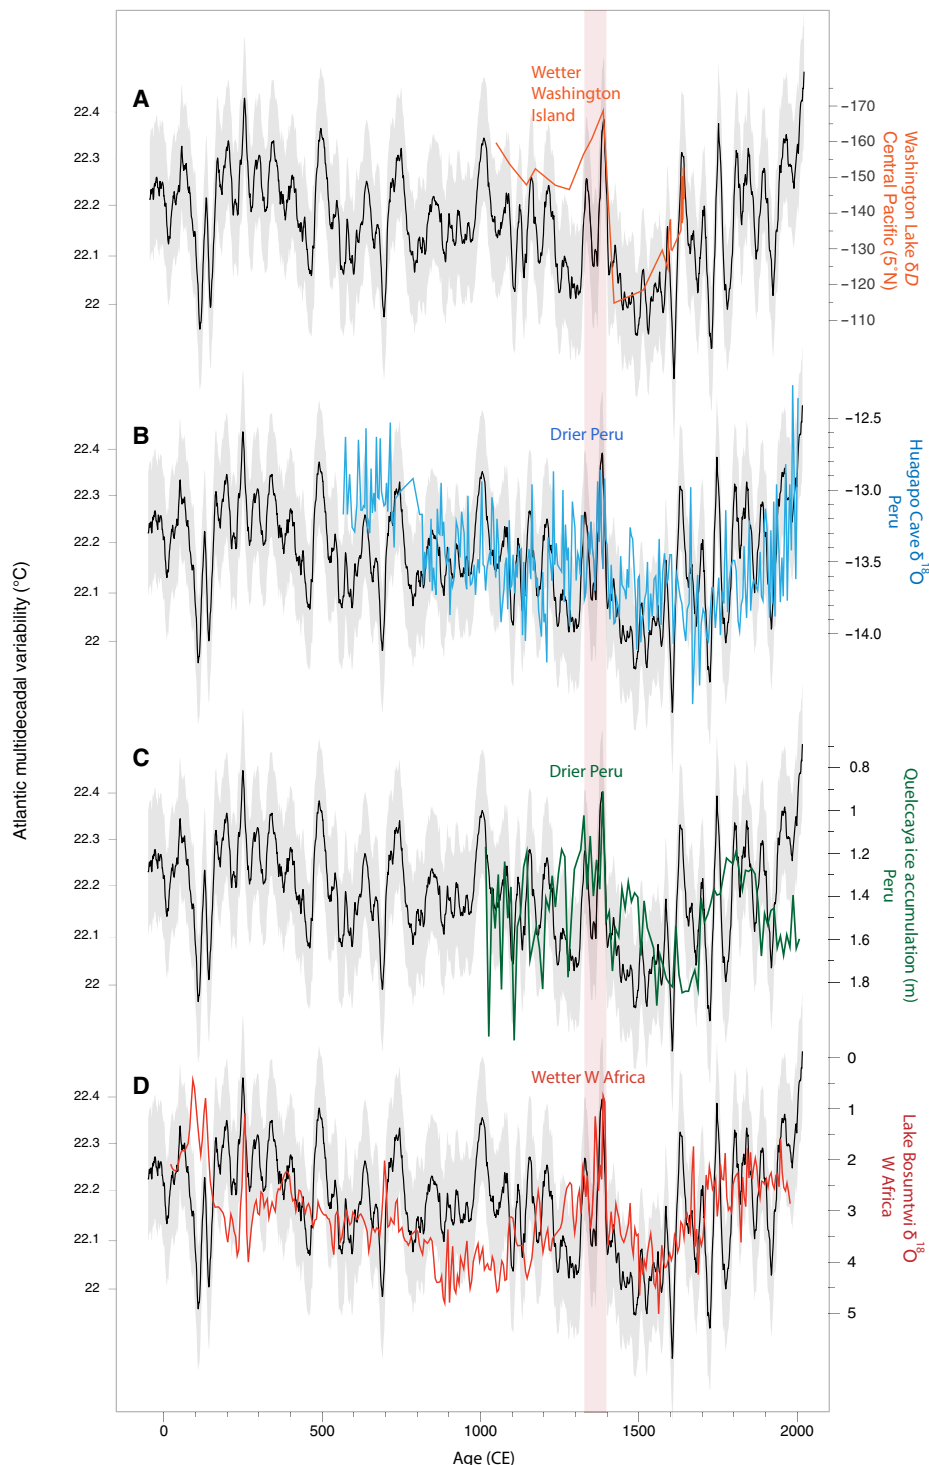 Atlantic multidecadal variability (°C)
A
Wetter
Washington
Island
22.4
22.3
22.2
22.1
22
−170
−160
−150
−140
−130
−120
−110
Washington Lake δD
Central Pacific (5°N)
B
Drier Peru
22.4
22.3
22.2
22.1
22
−12.5
−13.0
−13.5
−14.0
Huagapo Cave δ18O
Peru
C
Drier Peru
22.4
22.3
22.2
22.1
22
0.8
1
1.2
1.4
1.6
1.8
Quelccaya ice accumulation (m)
Peru
D
Wetter W Africa
22.4
22.3
22.2
22.1
22
0
1
2
3
4
5
Lake Bosumtwi δ18O
W Africa
0 500 1000 1500 2000
Age (CE)